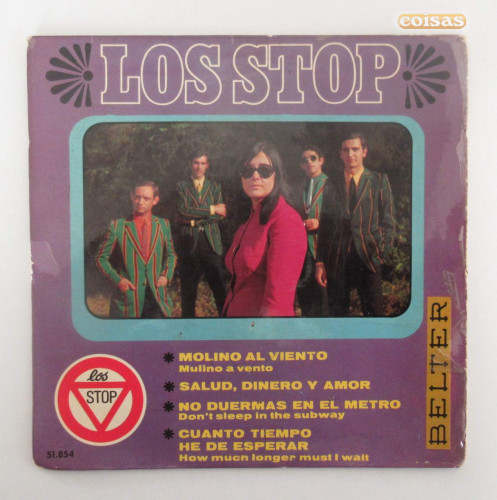 coisas
LOS STOP
MOLINO AL VIENTO
Mulino a vento
SALUD, DINERO Y AMOR
NO DUERMAS EN EL METRO
Don't sleep in the subway
CUANTO TIEMPO
HE DE ESPERAR
How much longer must I wait
BELTER
los
STOP
51.854